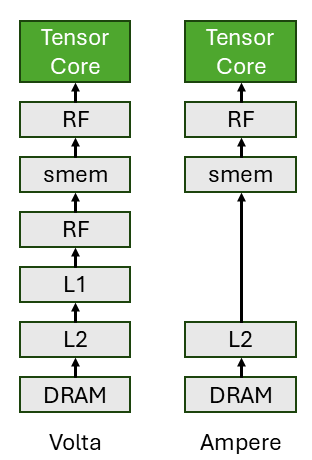 Tensor
Core
RF
smem
RF
L1
L2
DRAM
Volta
Tensor
Core
RF
smem
L2
DRAM
Ampere